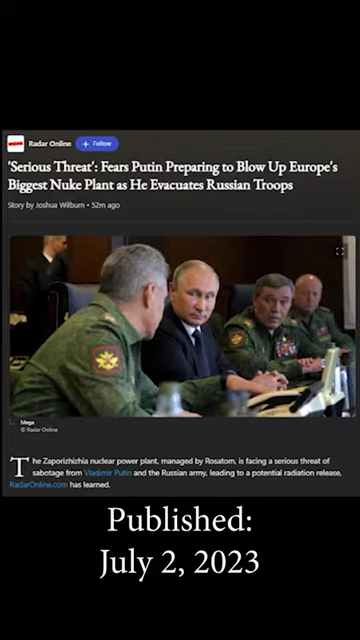 RADAR
Radar Online
+ Follow
'Serious Threat': Fears Putin Preparing to Blow Up Europe's
Biggest Nuke Plant as He Evacuates Russian Troops
Story by Joshua Wilburn • 52m ago
Mega
© Radar Online
The Zaporizhizhia nuclear power plant, managed by Rosatom, is facing a serious threat of
sabotage from Vladimir Putin and the Russian army, leading to a potential radiation release,
RadarOnline.com has learned.
Published:
July 2, 2023